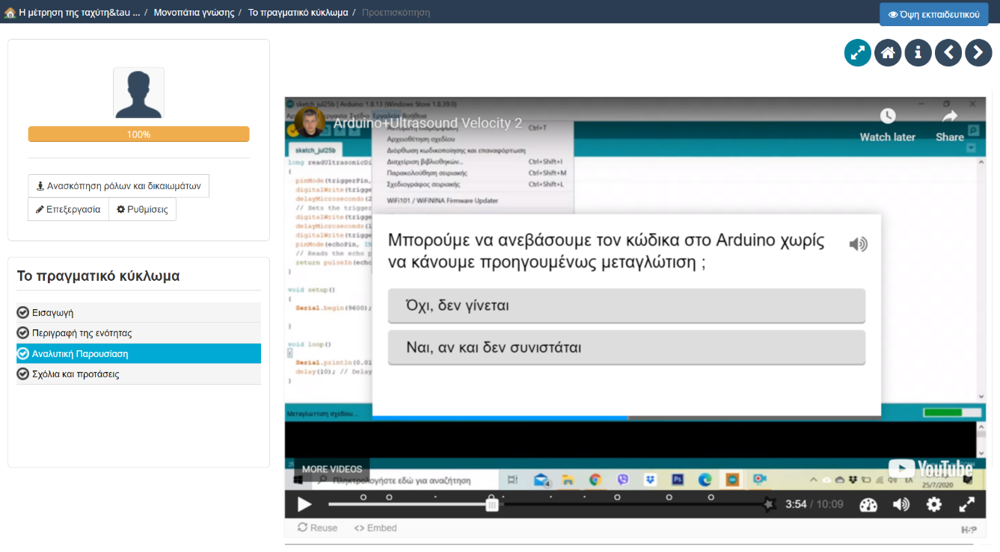 Η μέτρηση της ταχύτη&tau ... / Μονοπάτια γνώσης / Το πραγματικό κύκλωμα / Προεπισκόπηση
Όψη εκπαιδευτικού
100%
Ανασκόπηση ρόλων και δικαιωμάτων
Επεξεργασία
Ρυθμίσεις
Το πραγματικό κύκλωμα
Εισαγωγή
Περιγραφή της ενότητας
Αναλυτική Παρουσίαση
Σχόλια και προτάσεις
sketch_jul25b | Arduino 1.8.13 (Windows Store 1.8.39.0)
Σχέδιο Εργαλεία Βοήθεια
Arduino+Ultrasound Velocity 2
Watch later
Share
Ctrl+T
Αρχειοθέτηση σχεδίου
Διόρθωση κωδικοποίησης και επαναφόρτωση
Διαχείριση βιβλιοθηκών... Ctrl+Shift+I
Παρακολούθηση σειριακής Ctrl+Shift+M
Σχεδιογράφος σειριακής Ctrl+Shift+L
WiFi101 / WiFiNINA Firmware Updater
sketch_jul25b
long readUltrasonicDi
{
pinMode(triggerPin,
digitalWrite(trigge
delayMicroseconds(2
// Sets the trigger
digitalWrite(trigge
delayMicroseconds(1
digitalWrite(trigge
pinMode(echoPin, IN
// Reads the echo p
return pulseIn(echo
}
void setup()
{
Serial.begin(9600);
}
void loop()
{
Serial.println(0.01
delay(10); // Delay
}
Μπορούμε να ανεβάσουμε τον κώδικα στο Arduino χωρίς
να κάνουμε προηγουμένως μεταγλώτιση ;
Όχι, δεν γίνεται
Ναι, αν και δεν συνιστάται
Μεταγλώττιση σχεδίου...
MORE VIDEOS
Πληκτρολογήστε εδώ για αναζήτηση
4
Ps
YouTube
25/7/2020
3:54 / 10:09
Reuse
<> Embed
H-P